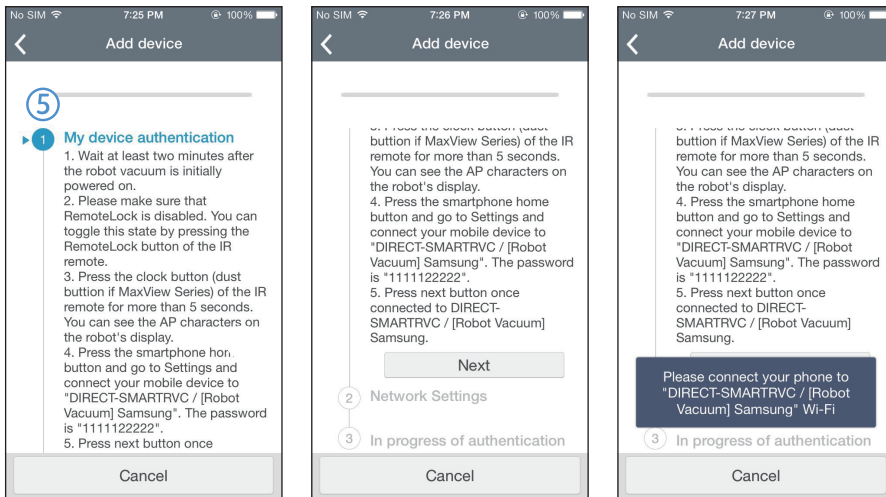 No SIM 7:25 PM 100%
Add device
5
1 My device authentication
1. Wait at least two minutes after
the robot vacuum is initially
powered on.
2. Please make sure that
RemoteLock is disabled. You can
toggle this state by pressing the
RemoteLock button of the IR
remote.
3. Press the clock button (dust
buttion if MaxView Series) of the IR
remote for more than 5 seconds.
You can see the AP characters on
the robot's display.
4. Press the smartphone hon
button and go to Settings and
connect your mobile device to
"DIRECT-SMARTRVC / [Robot
Vacuum] Samsung". The password
is "1111122222".
5. Press next button once
Cancel
No SIM 7:26 PM 100%
Add device
3. Press the clock button (dust
buttion if MaxView Series) of the IR
remote for more than 5 seconds.
You can see the AP characters on
the robot's display.
4. Press the smartphone home
button and go to Settings and
connect your mobile device to
"DIRECT-SMARTRVC / [Robot
Vacuum] Samsung". The password
is "1111122222".
5. Press next button once
connected to DIRECT-
SMARTRVC / [Robot Vacuum]
Samsung.
Next
2 Network Settings
3 In progress of authentication
Cancel
No SIM 7:27 PM 100%
Add device
3. Press the clock button (dust
buttion if MaxView Series) of the IR
remote for more than 5 seconds.
You can see the AP characters on
the robot's display.
4. Press the smartphone home
button and go to Settings and
connect your mobile device to
"DIRECT-SMARTRVC / [Robot
Vacuum] Samsung". The password
is "1111122222".
5. Press next button once
connected to DIRECT-
SMARTRVC / [Robot Vacuum]
Samsung.
Please connect your phone to
"DIRECT-SMARTRVC / [Robot
Vacuum] Samsung" Wi-Fi
3 In progress of authentication
Cancel